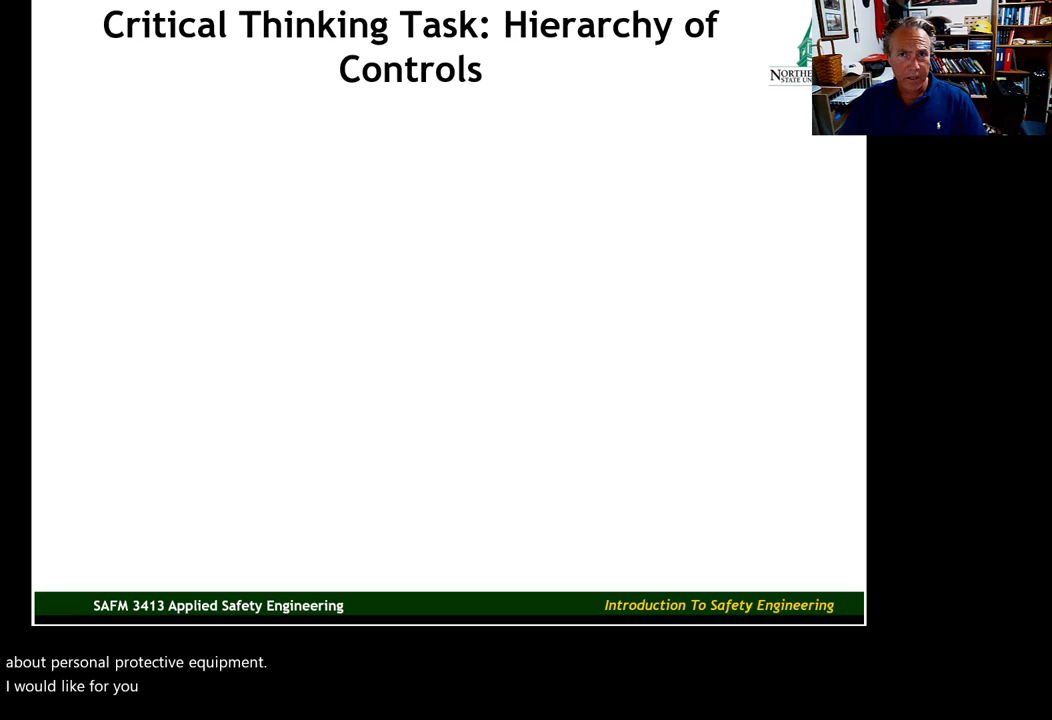 Critical Thinking Task: Hierarchy of
Controls
SAFM 3413 Applied Safety Engineering
Introduction To Safety Engineering
about personal protective equipment.
I would like for you